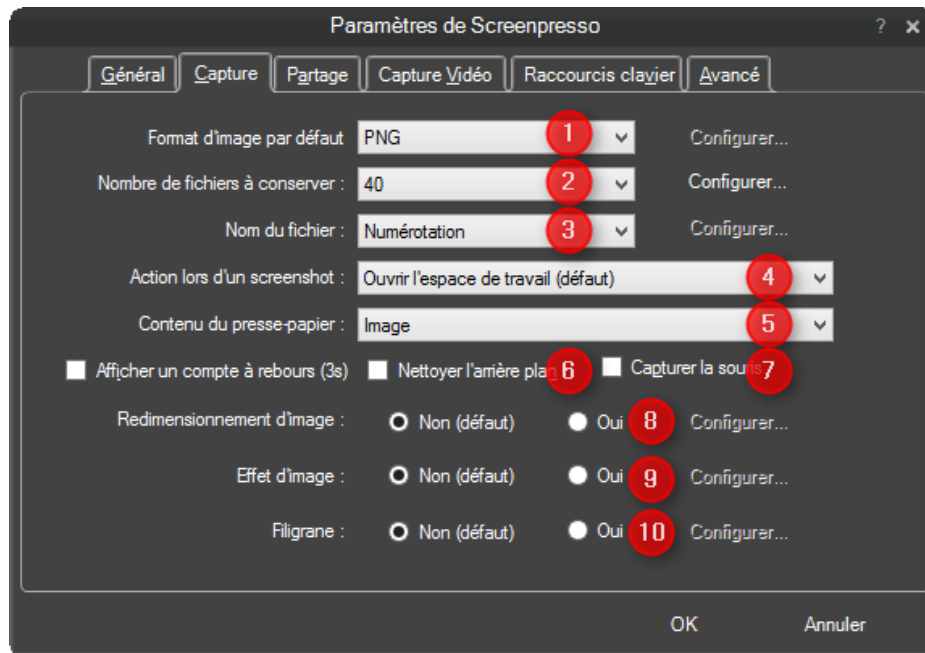 Paramètres de Screenpresso ? ×
Général Capture Partage Capture Vidéo Raccourcis clavier Avancé
Format d'image par défaut PNG 1 Configurer...
Nombre de fichiers à conserver : 40 2 Configurer...
Nom du fichier : Numérotation 3 Configurer...
Action lors d'un screenshot : Ouvrir l'espace de travail (défaut) 4
Contenu du presse-papier : Image 5
Afficher un compte à rebours (3s) Nettoyer l'arrière plan 6 Capturer la souris 7
Redimensionnement d'image : Non (défaut) Oui 8 Configurer...
Effet d'image : Non (défaut) Oui 9 Configurer...
Filigrane : Non (défaut) Oui 10 Configurer...
OK Annuler